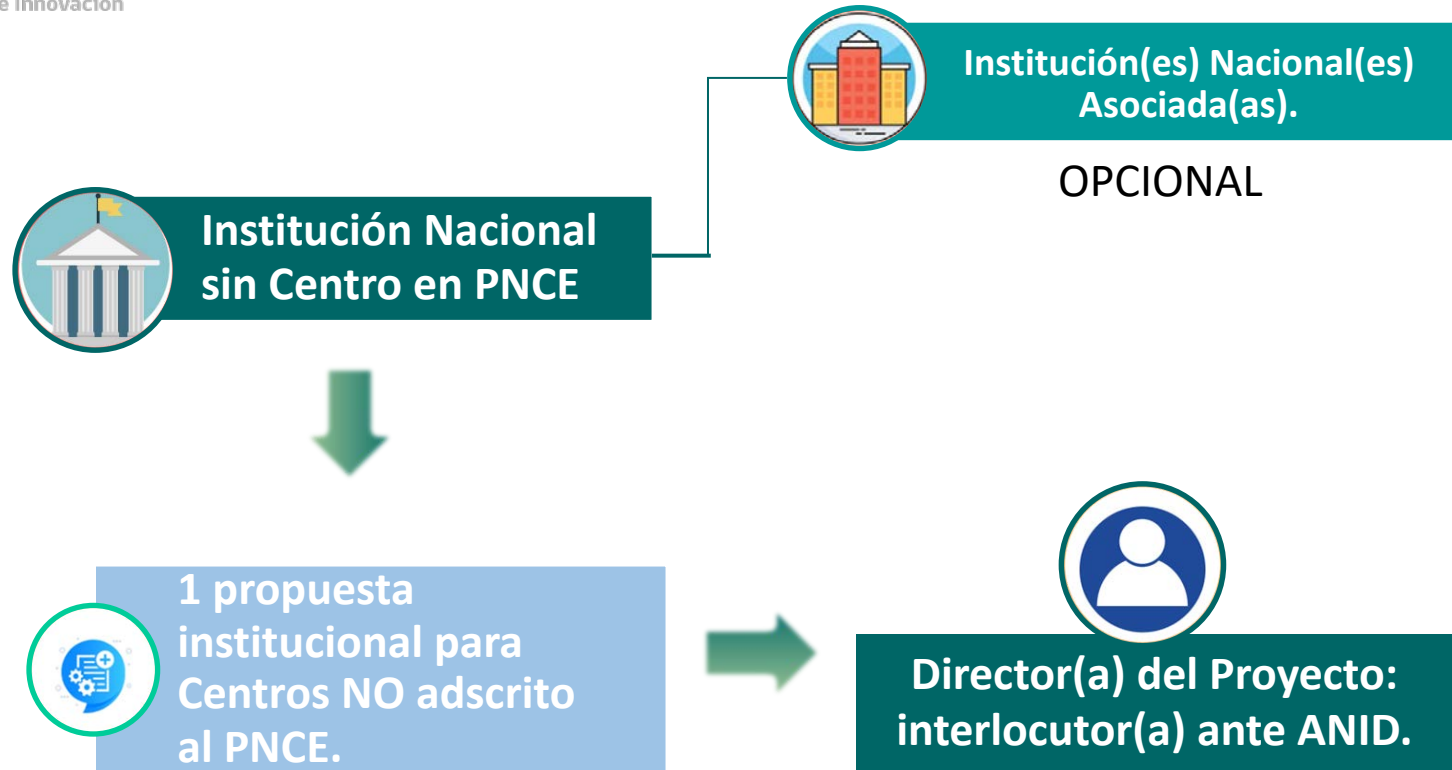 e Innovación
Institución(es) Nacional(es)
Asociada(as).
OPCIONAL
Institución Nacional
sin Centro en PNCE
1 propuesta
institucional para
Centros NO adscrito
al PNCE.
Director(a) del Proyecto:
interlocutor(a) ante ANID.